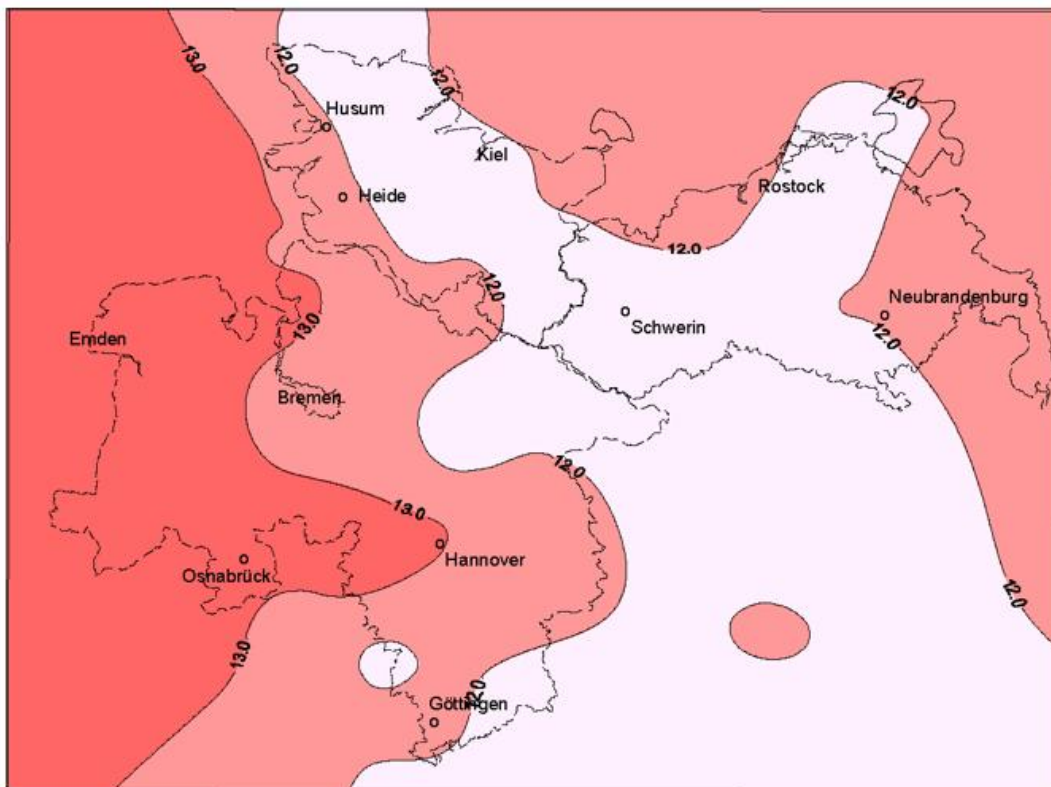 13.0
12.0
12.0
12.0
Husum
Kiel
Heide
Rostock
12.0
12.0
Neubrandenburg
13.0
Schwerin
12.0
Emden
Bremen
12.0
13.0
Hannover
Osnabrück
12.0
13.0
12.0
Göttingen